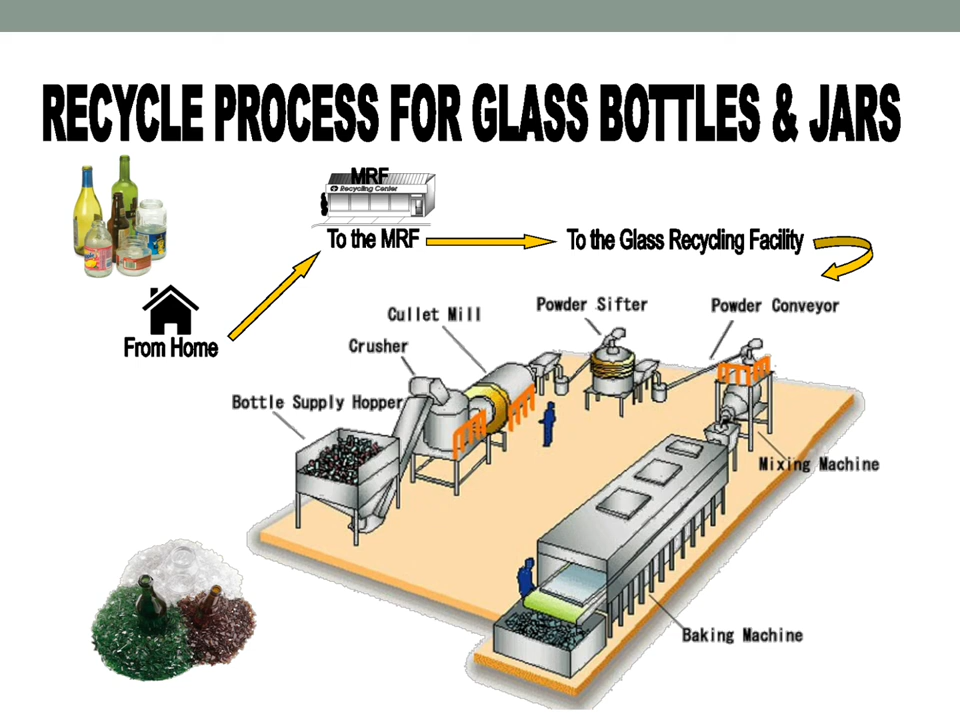 RECYCLE PROCESS FOR GLASS BOTTLES & JARS
MRF
Recycling Center
To the MRF
To the Glass Recycling Facility
From Home
Cullet Mill
Powder Sifter
Powder Conveyor
Crusher
Bottle Supply Hopper
Mixing Machine
Baking Machine